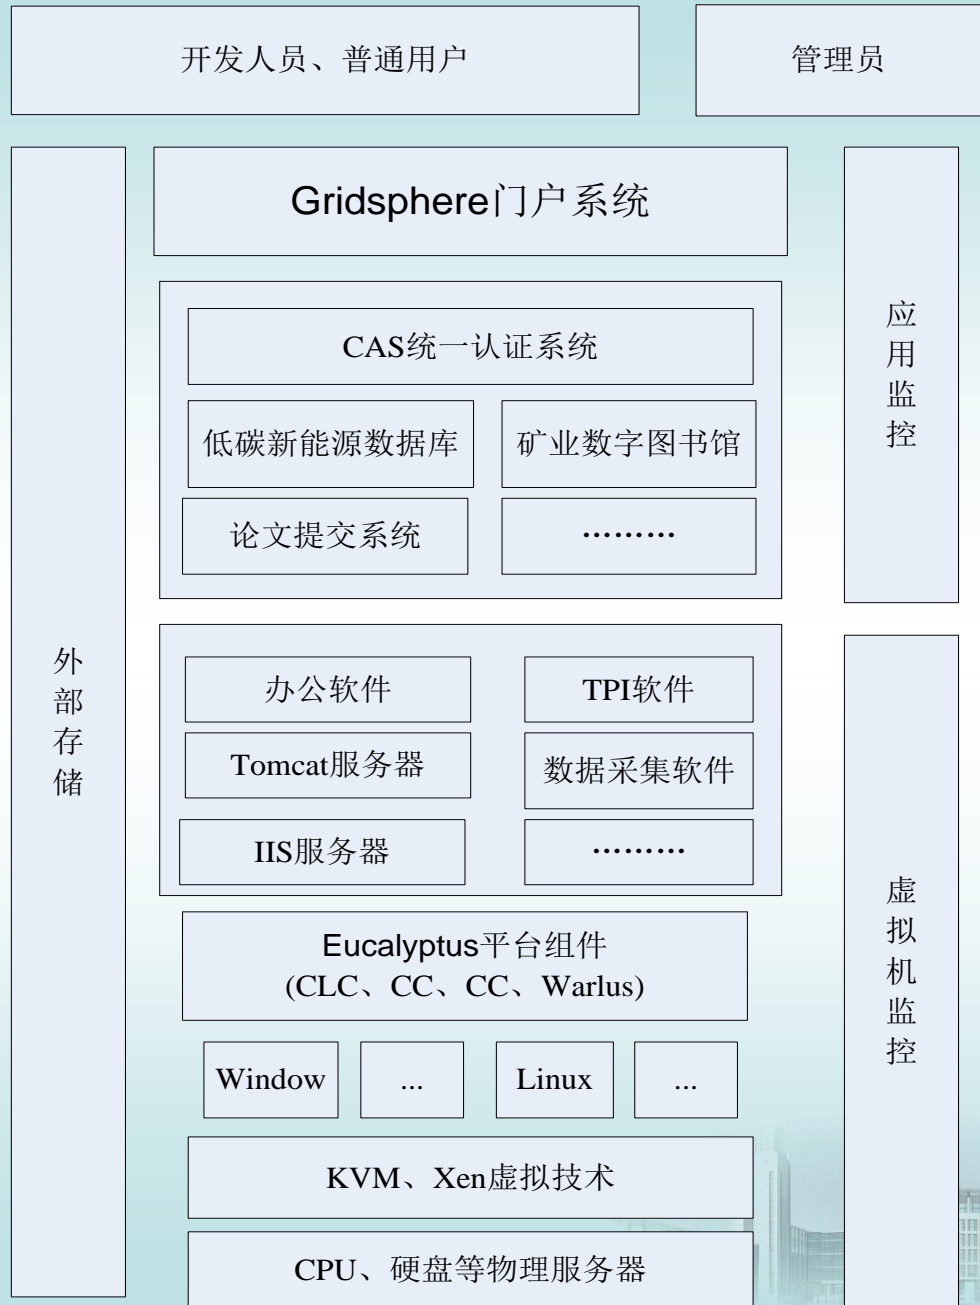 开发人员、普通用户
管理员
Gridsphere门户系统
CAS统一认证系统
低碳新能源数据库
矿业数字图书馆
论文提交系统
………
应用监控
外部存储
办公软件
TPI软件
Tomcat服务器
数据采集软件
IIS服务器
………
虚拟机监控
Eucalyptus平台组件
(CLC、CC、CC、Warlus)
Window
...
Linux
...
KVM、Xen虚拟技术
CPU、硬盘等物理服务器